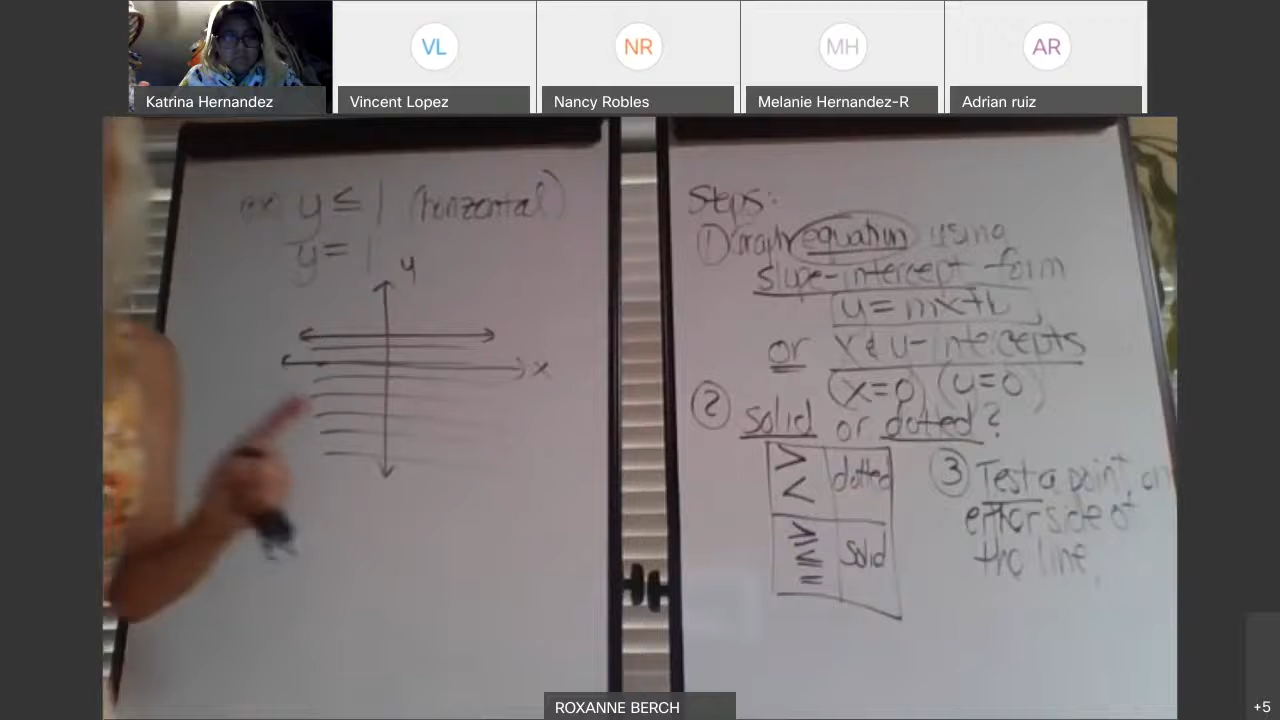 VL
NR
MH
AR
Katrina Hernandez
Vincent Lopez
Nancy Robles
Melanie Hernandez-R
Adrian ruiz
ex y ≤ 1 (horizontal)
y = 1
y
x
Steps:
① Graph equation using
slope-intercept form
y = mx+b
or x & y-intercepts
(x=0) (y=0)
② solid or dotted?
> dotted
<
≥ solid
≤
=
③ Test a point on
either side of
the line.
ROXANNE BERCH
+5